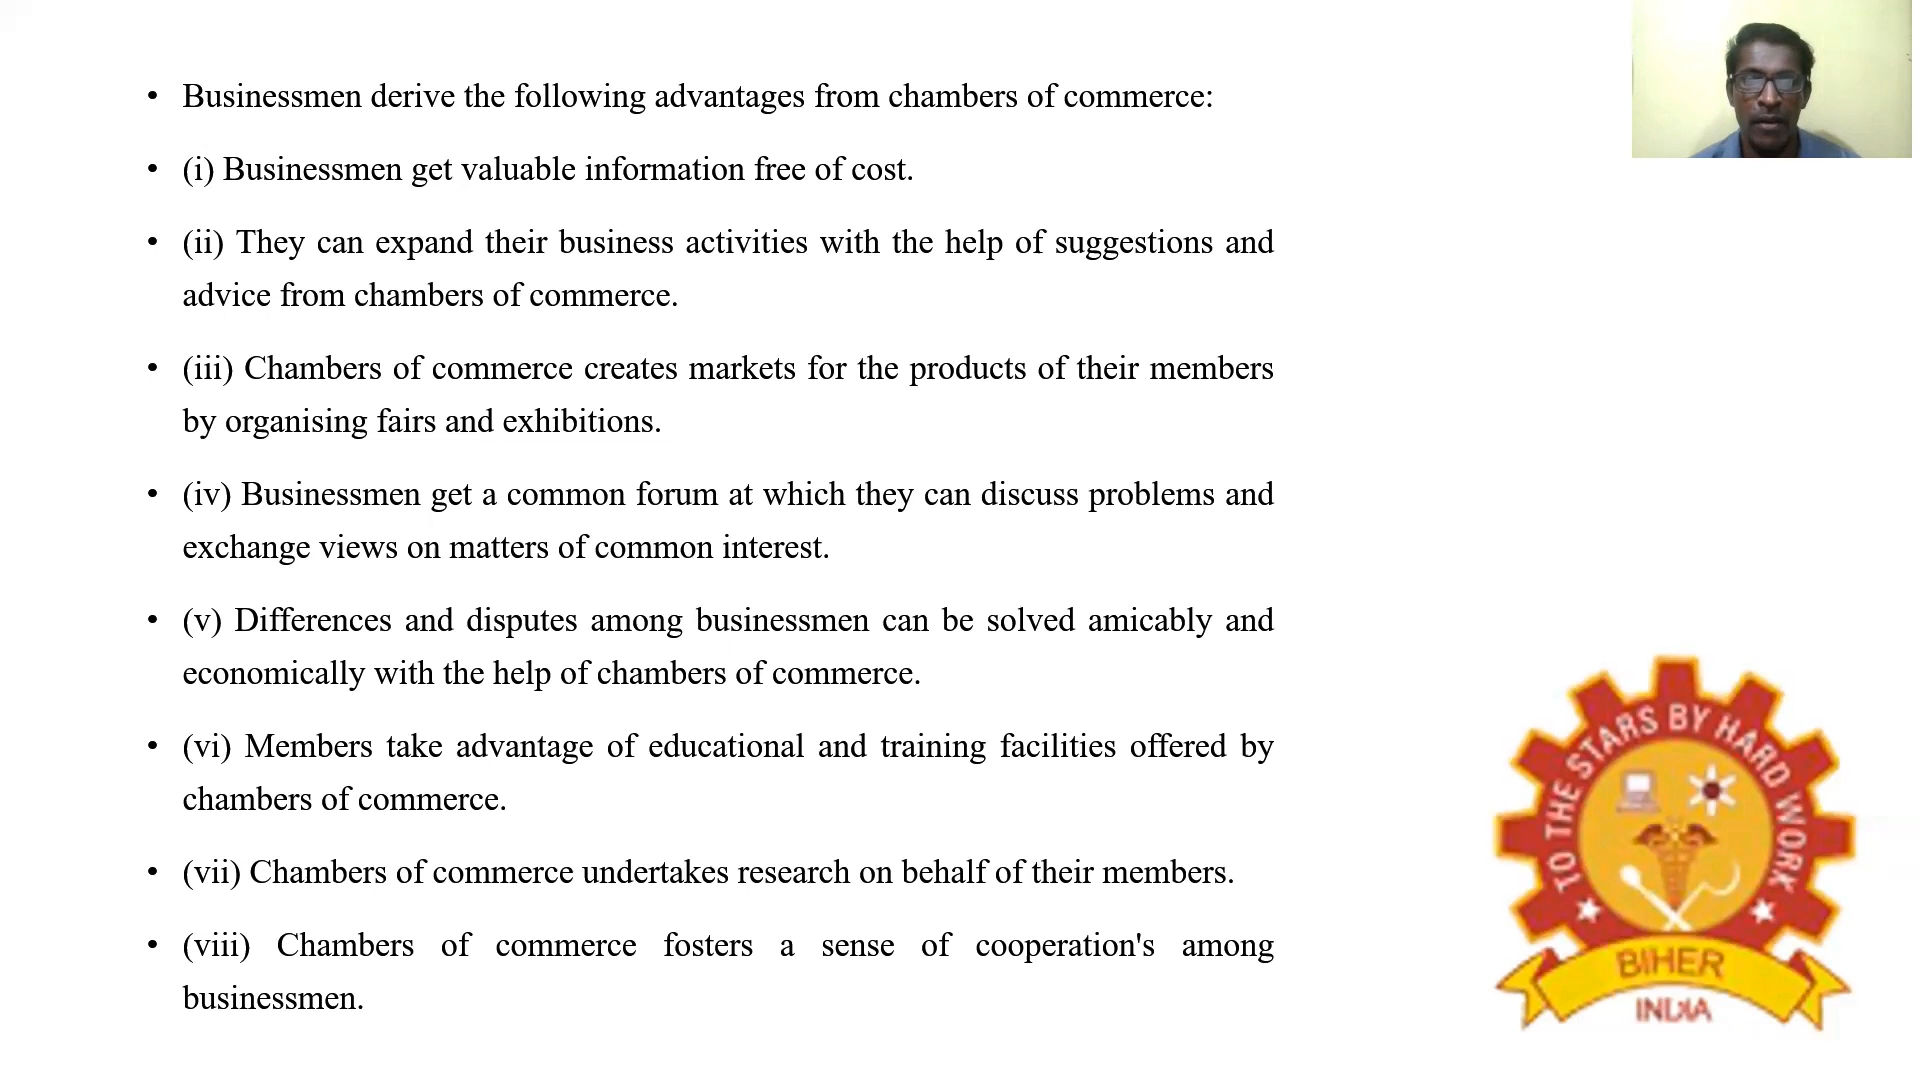 • Businessmen derive the following advantages from chambers of commerce:
• (i) Businessmen get valuable information free of cost.
• (ii) They can expand their business activities with the help of suggestions and
advice from chambers of commerce.
• (iii) Chambers of commerce creates markets for the products of their members
by organising fairs and exhibitions.
• (iv) Businessmen get a common forum at which they can discuss problems and
exchange views on matters of common interest.
• (v) Differences and disputes among businessmen can be solved amicably and
economically with the help of chambers of commerce.
• (vi) Members take advantage of educational and training facilities offered by
chambers of commerce.
• (vii) Chambers of commerce undertakes research on behalf of their members.
• (viii) Chambers of commerce fosters a sense of cooperation's among
businessmen.
TO THE STARS BY HARD WORK
BIHER
INDIA